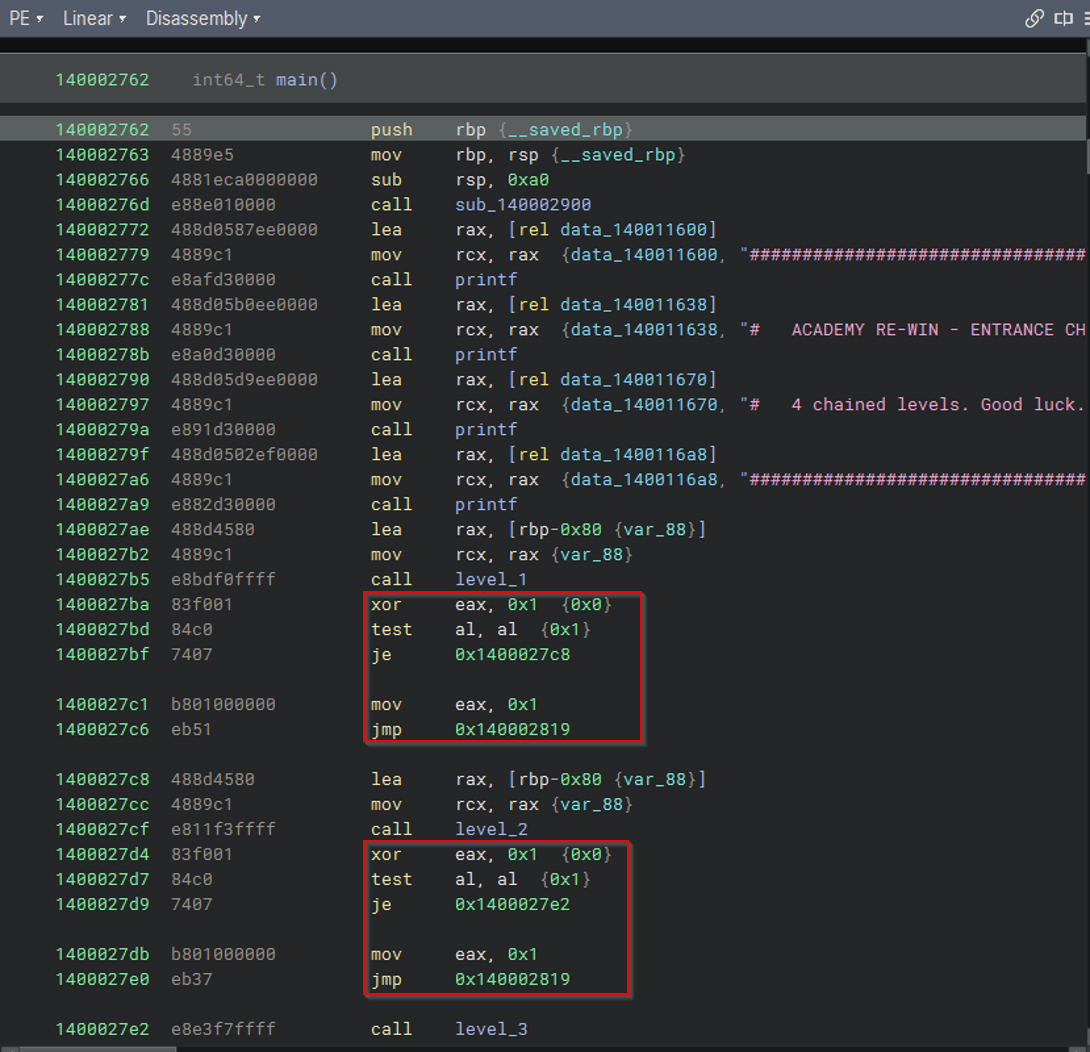 PE ▾ Linear ▾ Disassembly ▾
140002762 int64_t main()
140002762 55 push rbp {__saved_rbp}
140002763 4889e5 mov rbp, rsp {__saved_rbp}
140002766 4881eca0000000 sub rsp, 0xa0
14000276d e88e010000 call sub_140002900
140002772 488d0587ee0000 lea rax, [rel data_140011600]
140002779 4889c1 mov rcx, rax {data_140011600, "################################
14000277c e8afd30000 call printf
140002781 488d05b0ee0000 lea rax, [rel data_140011638]
140002788 4889c1 mov rcx, rax {data_140011638, "# ACADEMY RE-WIN - ENTRANCE CH
14000278b e8a0d30000 call printf
140002790 488d05d9ee0000 lea rax, [rel data_140011670]
140002797 4889c1 mov rcx, rax {data_140011670, "# 4 chained levels. Good luck.
14000279a e891d30000 call printf
14000279f 488d0502ef0000 lea rax, [rel data_1400116a8]
1400027a6 4889c1 mov rcx, rax {data_1400116a8, "################################
1400027a9 e882d30000 call printf
1400027ae 488d4580 lea rax, [rbp-0x80 {var_88}]
1400027b2 4889c1 mov rcx, rax {var_88}
1400027b5 e8bdf0ffff call level_1
1400027ba 83f001 xor eax, 0x1 {0x0}
1400027bd 84c0 test al, al {0x1}
1400027bf 7407 je 0x1400027c8
1400027c1 b801000000 mov eax, 0x1
1400027c6 eb51 jmp 0x140002819
1400027c8 488d4580 lea rax, [rbp-0x80 {var_88}]
1400027cc 4889c1 mov rcx, rax {var_88}
1400027cf e811f3ffff call level_2
1400027d4 83f001 xor eax, 0x1 {0x0}
1400027d7 84c0 test al, al {0x1}
1400027d9 7407 je 0x1400027e2
1400027db b801000000 mov eax, 0x1
1400027e0 eb37 jmp 0x140002819
1400027e2 e8e3f7ffff call level_3